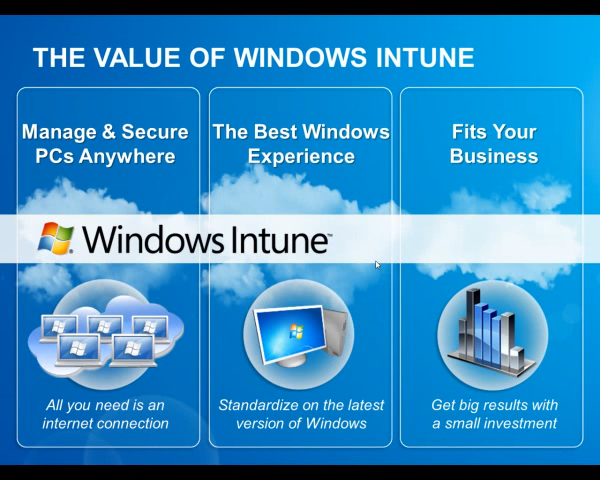 THE VALUE OF WINDOWS INTUNE
Manage & Secure
PCs Anywhere
The Best Windows
Experience
Fits Your
Business
Windows Intune™
All you need is an
internet connection
Standardize on the latest
version of Windows
Get big results with
a small investment